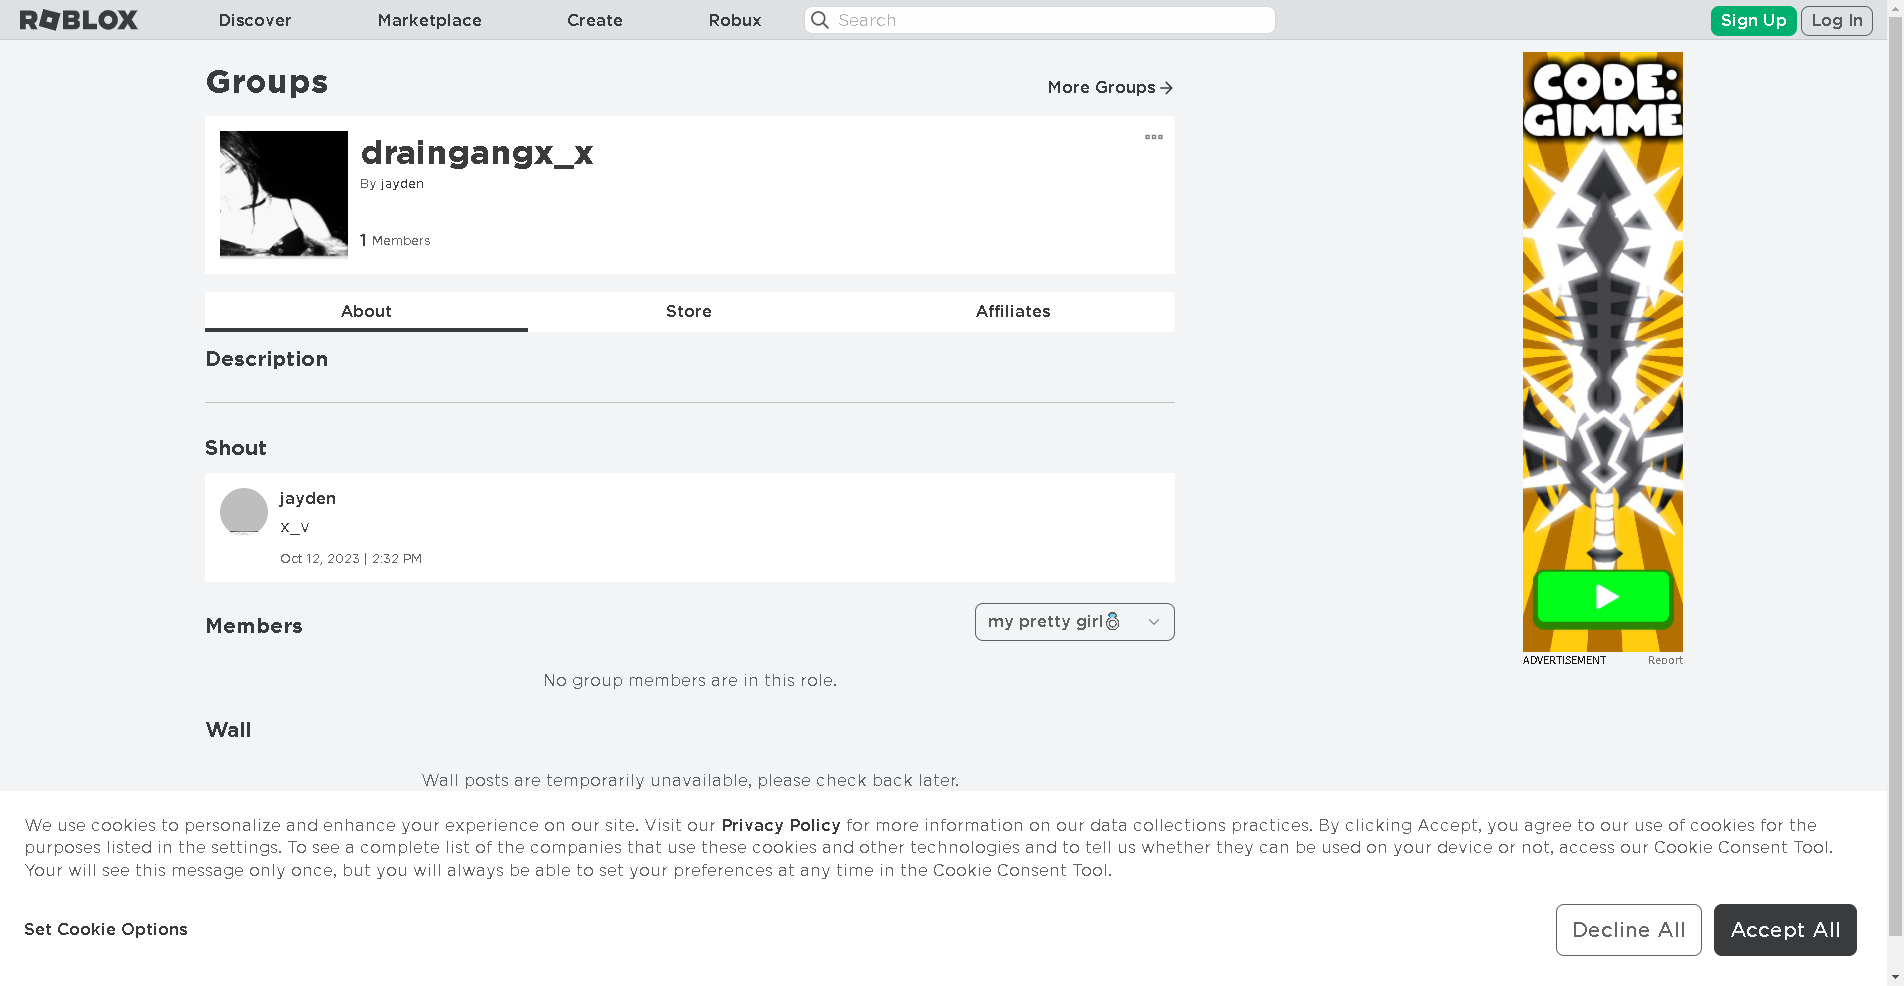 ROBLOX Discover Marketplace Create Robux Search Sign Up Log In
Groups
More Groups
draingangx_x
By jayden
1 Members
About Store Affiliates
Description
Shout
jayden
X_V
Oct 12, 2023 | 2:32 PM
Members
my pretty girl💍
No group members are in this role.
Wall
Wall posts are temporarily unavailable, please check back later.
CODE:
GIMME
ADVERTISEMENT Report
We use cookies to personalize and enhance your experience on our site. Visit our Privacy Policy for more information on our data collections practices. By clicking Accept, you agree to our use of cookies for the
purposes listed in the settings. To see a complete list of the companies that use these cookies and other technologies and to tell us whether they can be used on your device or not, access our Cookie Consent Tool.
Your will see this message only once, but you will always be able to set your preferences at any time in the Cookie Consent Tool.
Set Cookie Options
Decline All
Accept All